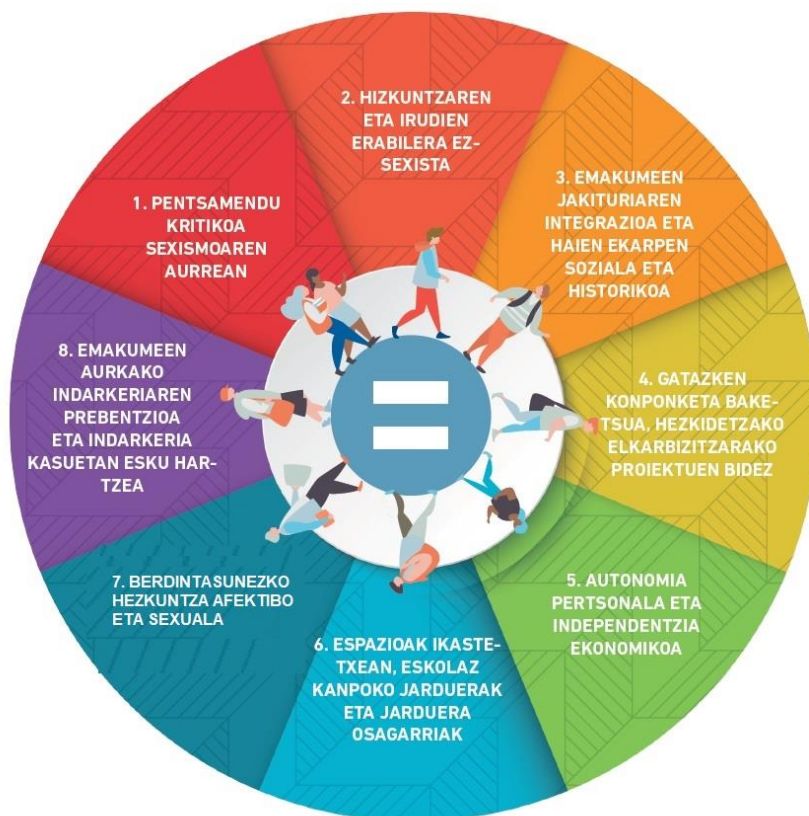 1. PENTSAMENDU
KRITIKOA
SEXISMOAREN
AURREAN
2. HIZKUNTZAREN
ETA IRUDIEN
ERABILERA EZ-
SEXISTA
3. EMAKUMEEN
JAKITURIAREN
INTEGRAZIOA ETA
HAIEN EKARPEN
SOZIALA ETA
HISTORIKOA
4. GATAZKEN
KONPONKETA BAKE-
TSUA, HEZKIDETZAKO
ELKARBIZITZARAKO
PROIEKTUEN BIDEZ
5. AUTONOMIA
PERTSONALA ETA
INDEPENDENTZIA
EKONOMIKOA
6. ESPAZIOAK IKASTE-
TXEAN, ESKOLAZ
KANPOKO JARDUERAK
ETA JARDUERA
OSAGARRIAK
7. BERDINTASUNEZKO
HEZKUNTZA AFEKTIBO
ETA SEXUALA
8. EMAKUMEEN
AURKAKO
INDARKERIAREN
PREBENTZIOA
ETA INDARKERIA
KASUETAN ESKU HAR-
TZEA
=